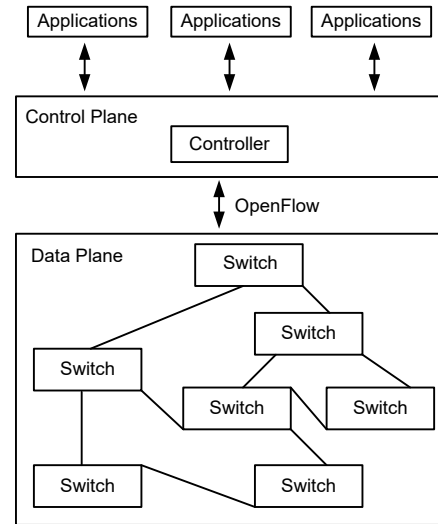 Applications
Applications
Applications
Control Plane
Controller
OpenFlow
Data Plane
Switch
Switch
Switch
Switch
Switch
Switch
Switch